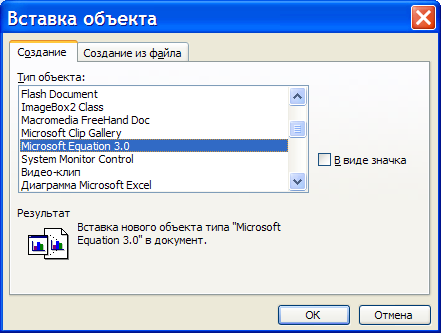 Вставка объекта
Создание
Создание из файла
Тип объекта:
Flash Document
ImageBox2 Class
Macromedia FreeHand Doc
Microsoft Clip Gallery
Microsoft Equation 3.0
System Monitor Control
Видео-клип
Диаграмма Microsoft Excel
В виде значка
Результат
Вставка нового объекта типа "Microsoft
Equation 3.0" в документ.
ОК
Отмена